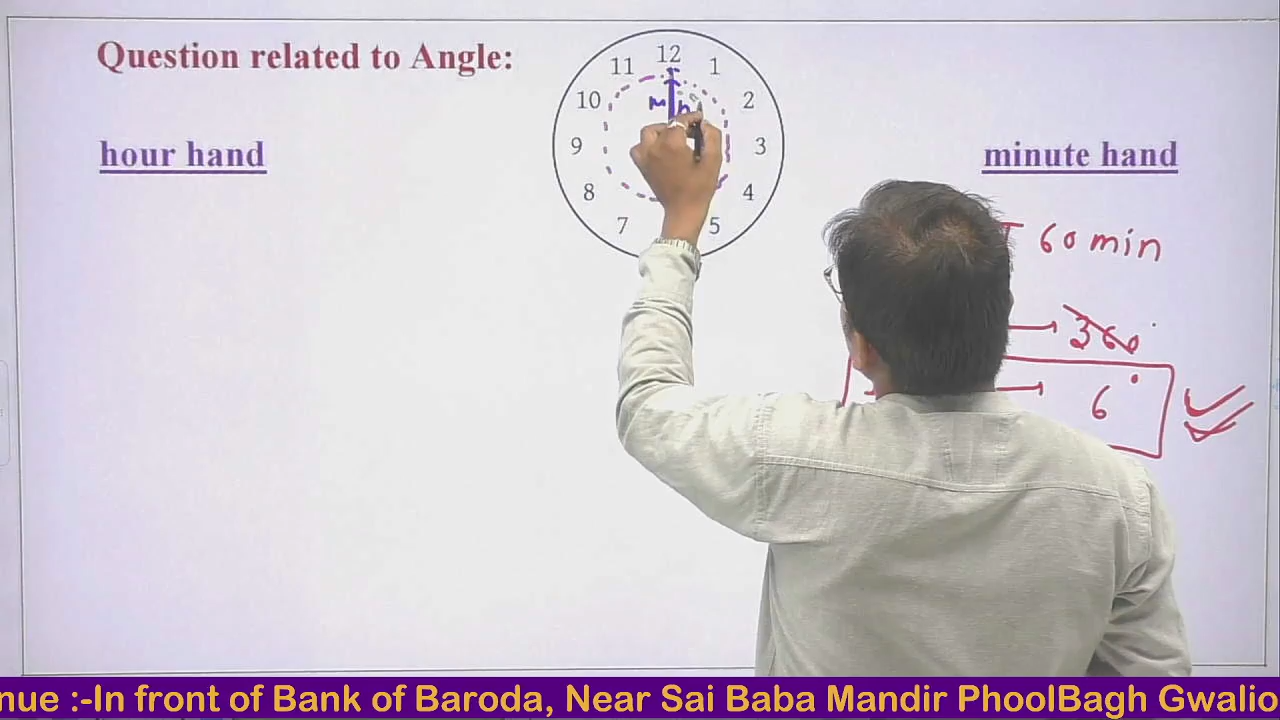 Question related to Angle:
12
11 1
10 M h 2
hour hand
9 3
minute hand
8 4
7 5
60 min
360°
6°
nue :-In front of Bank of Baroda, Near Sai Baba Mandir PhoolBagh Gwalio